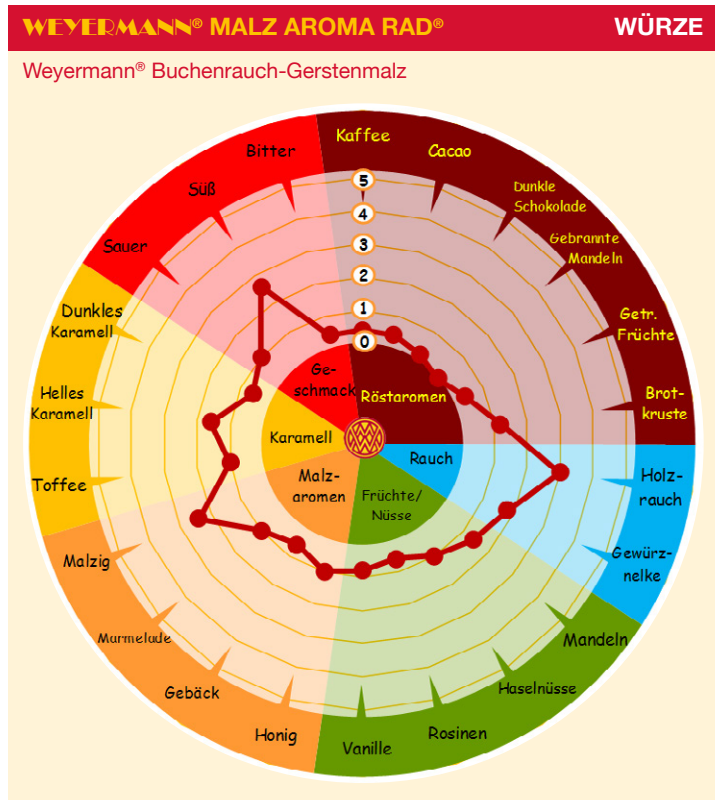 WEYERMANN® MALZ AROMA RAD®
WÜRZE
Weyermann® Buchenrauch-Gerstenmalz
Kaffee
Cacao
Dunkle
Schokolade
Gebrannte
Mandeln
Getr.
Früchte
Brot-
kruste
Holz-
rauch
Gewürz-
nelke
Mandeln
Haselnüsse
Rosinen
Vanille
Honig
Gebäck
Marmelade
Malzig
Toffee
Helles
Karamell
Dunkles
Karamell
Sauer
Süß
Bitter
5
4
3
2
1
0
Ge-
schmack
Röstaromen
Karamell
Rauch
Malz-
aromen
Früchte/
Nüsse